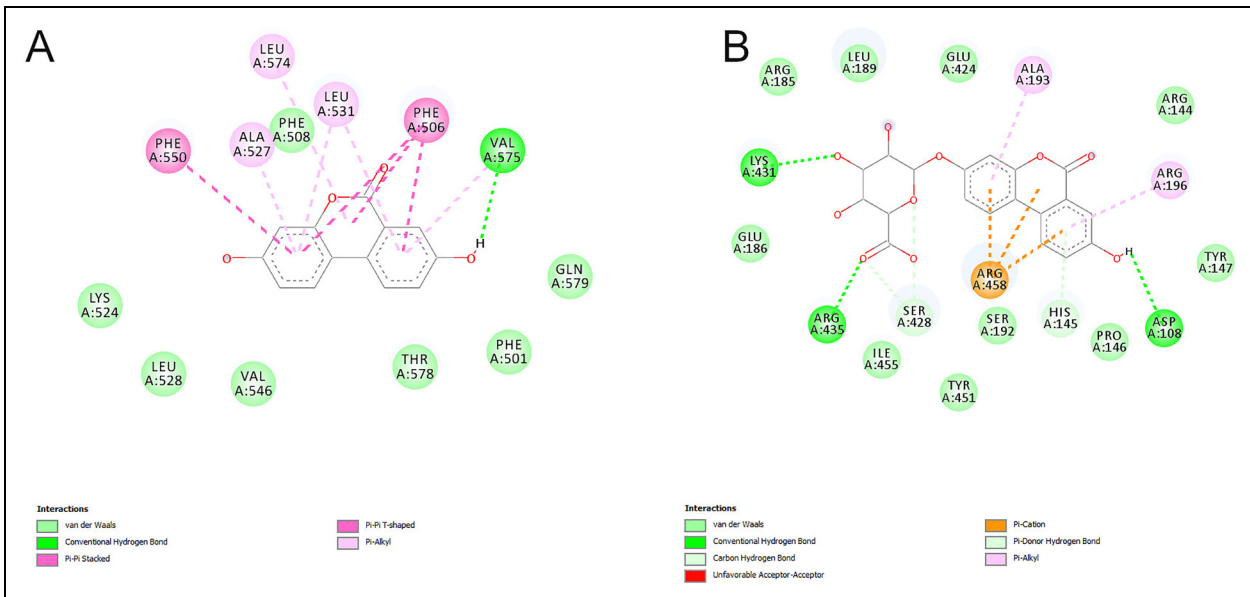 A
LEU
A:574
LEU
A:531
PHE
A:508
PHE
A:506
ALA
A:527
PHE
A:550
VAL
A:575
H
O
O
O
O
GLN
A:579
LYS
A:524
LEU
A:528
VAL
A:546
THR
A:578
PHE
A:501
Interactions
van der Waals
Conventional Hydrogen Bond
Pi-Pi Stacked
Pi-Pi T-shaped
Pi-Alkyl
B
ARG
A:185
LEU
A:189
GLU
A:424
ALA
A:193
ARG
A:144
LYS
A:431
O
O
O
O
O
ARG
A:196
O
O
GLU
A:186
O
O
O
H
TYR
A:147
ARG
A:458
ARG
A:435
SER
A:428
SER
A:192
HIS
A:145
PRO
A:146
ASP
A:108
ILE
A:455
TYR
A:451
Interactions
van der Waals
Conventional Hydrogen Bond
Carbon Hydrogen Bond
Unfavorable Acceptor-Acceptor
Pi-Cation
Pi-Donor Hydrogen Bond
Pi-Alkyl